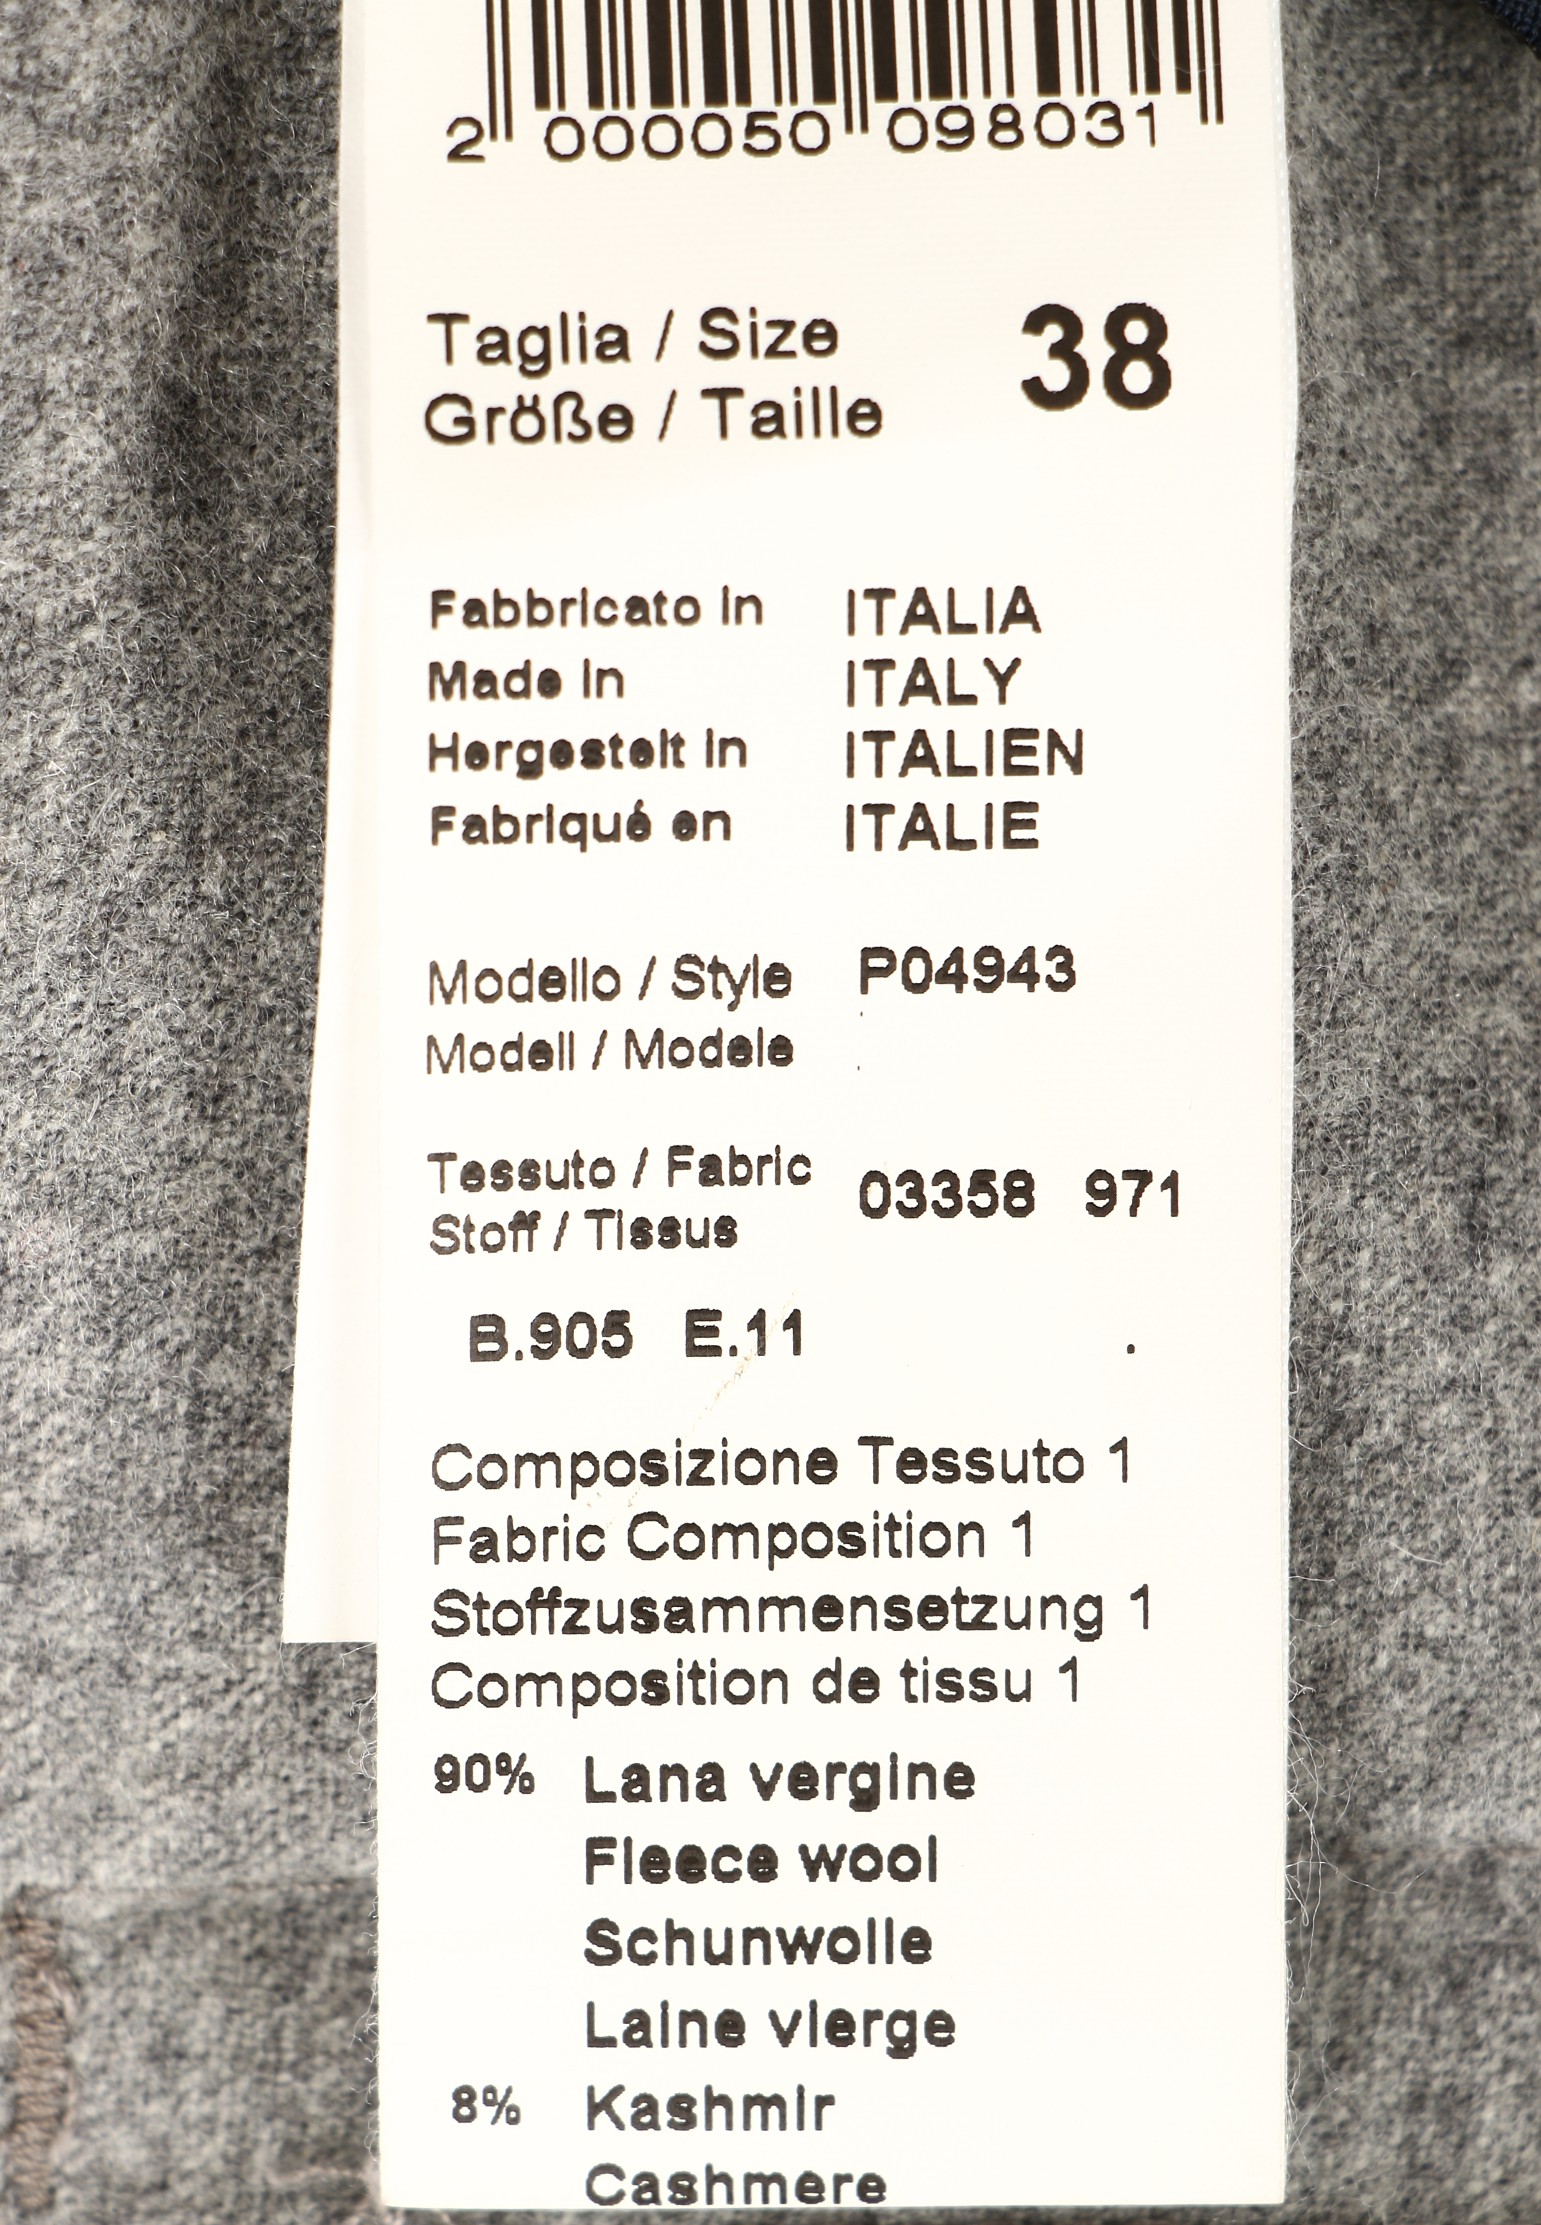 2 000050 098031
Taglia / Size 38
Größe / Taille
Fabbricato in ITALIA
Made in ITALY
Hergestelt in ITALIEN
Fabriqué en ITALIE
Modello / Style P04943
Modell / Modele
Tessuto / Fabric 03358 971
Stoff / Tissus
B.905 E.11 .
Composizione Tessuto 1
Fabric Composition 1
Stoffzusammensetzung 1
Composition de tissu 1
90% Lana vergine
Fleece wool
Schunwolle
Laine vierge
8% Kashmir
Cashmere